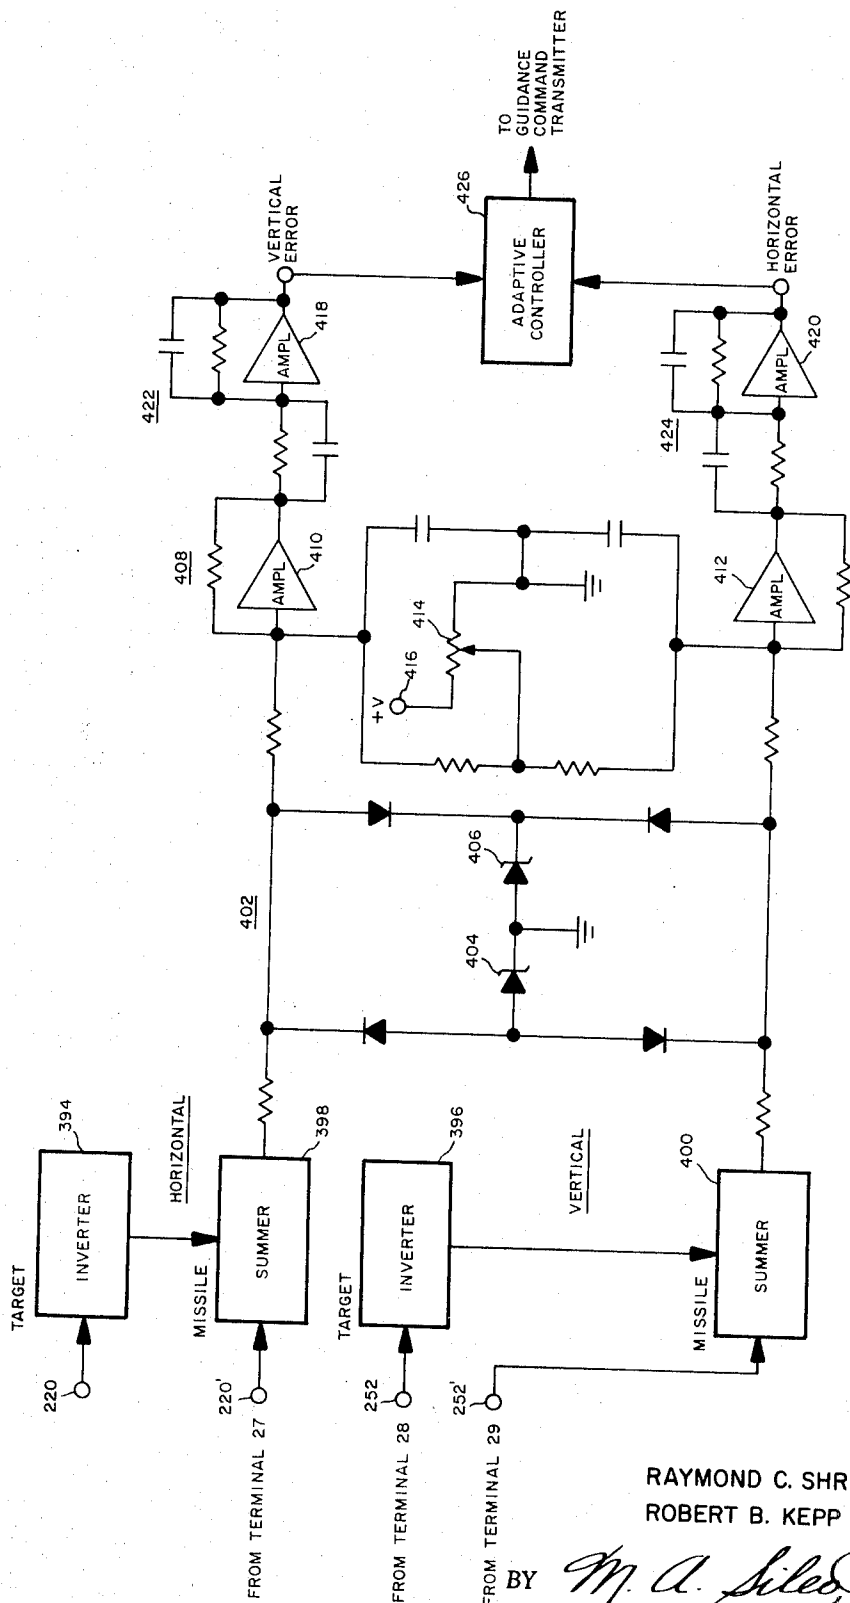 TARGET
220
INVERTER
394
HORIZONTAL
FROM TERMINAL 27
220'
MISSILE
SUMMER
398
402
408
AMPL
410
422
AMPL
418
VERTICAL
ERROR
TARGET
FROM TERMINAL 28
252
INVERTER
396
VERTICAL
404
406
+V
416
414
ADAPTIVE
CONTROLLER
426
TO
GUIDANCE
COMMAND
TRANSMITTER
FROM TERMINAL 29
252'
MISSILE
SUMMER
400
412
AMPL
424
AMPL
420
HORIZONTAL
ERROR
RAYMOND C. SHR
ROBERT B. KEPP
BY M. A. Siles,